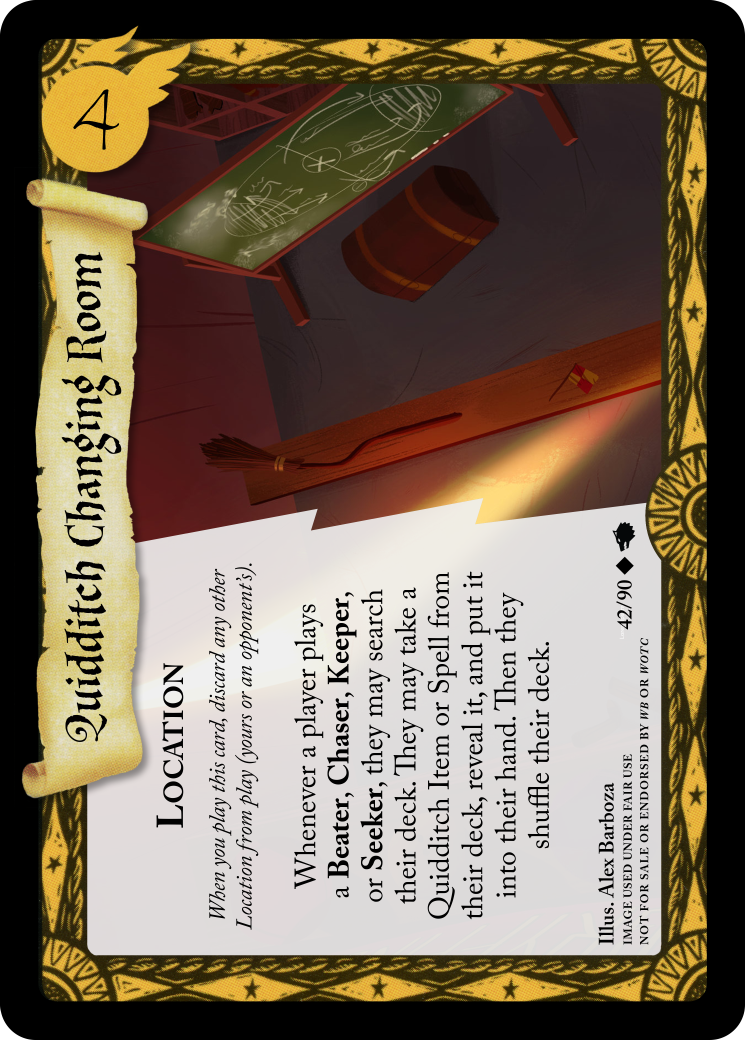 4
Quidditch Changing Room
LOCATION
When you play this card, discard any other
Location from play (yours or an opponent's).
Whenever a player plays
a Beater, Chaser, Keeper,
or Seeker, they may search
their deck. They may take a
Quidditch Item or Spell from
their deck, reveal it, and put it
into their hand. Then they
shuffle their deck.
Illus. Alex Barboza
IMAGE USED UNDER FAIR USE
NOT FOR SALE OR ENDORSED BY WB OR WOTC
42/90